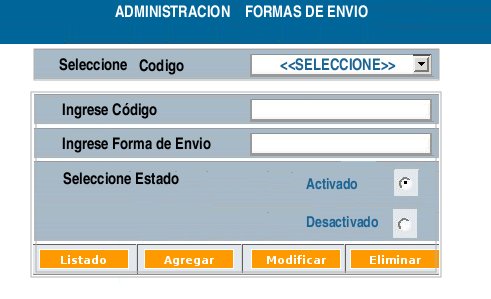 ADMINISTRACION FORMAS DE ENVIO
Seleccione Codigo <<SELECCIONE>>
Ingrese Código
Ingrese Forma de Envio
Seleccione Estado Activado
Desactivado
Listado Agregar Modificar Eliminar